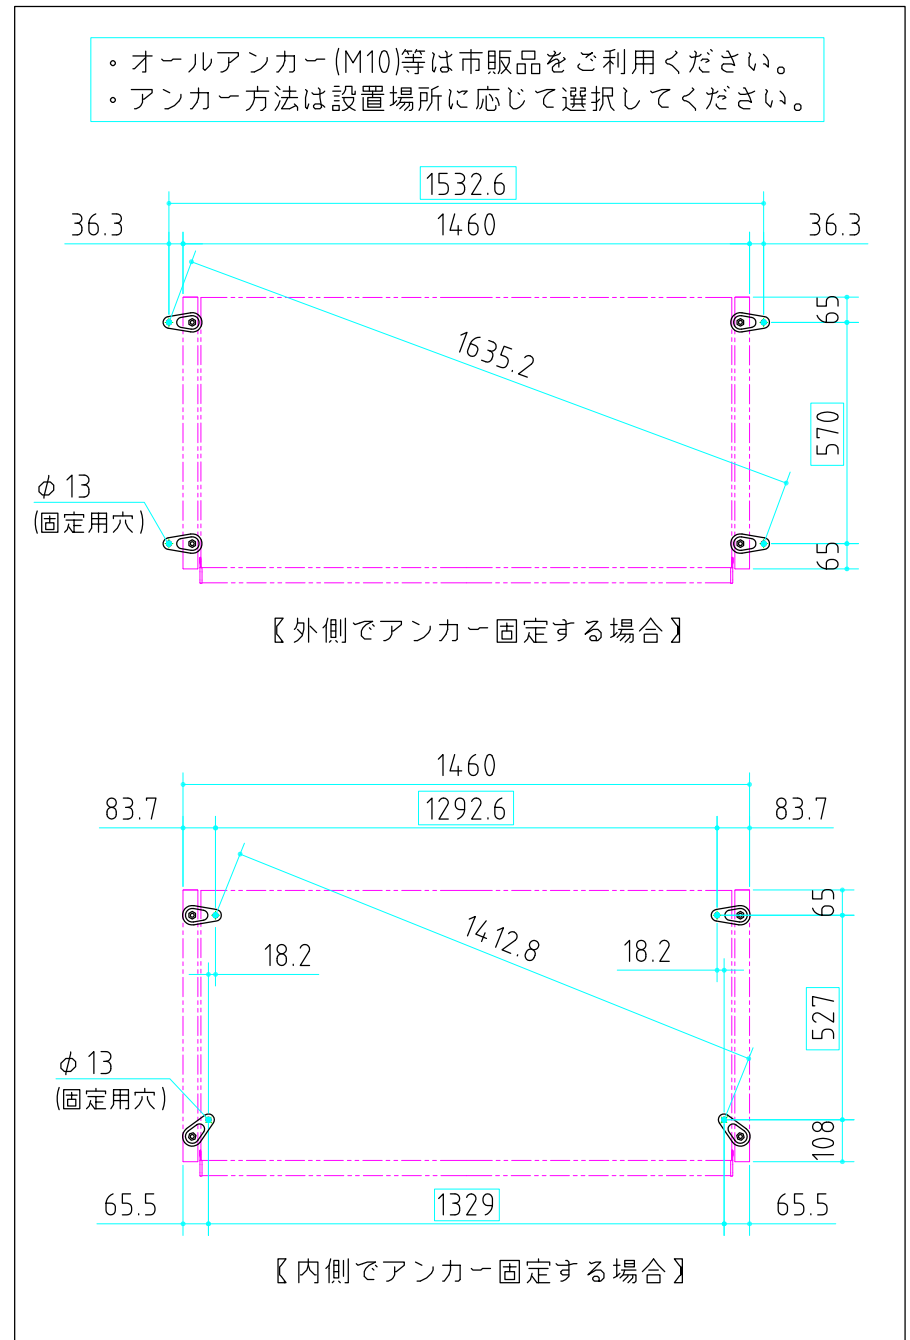 ・オールアンカー(M10)等は市販品をご利用ください。
・アンカー方法は設置場所に応じて選択してください。
1532.6
36.3
1460
36.3
65
1635.2
570
φ13
(固定用穴)
65
〖外側でアンカー固定する場合〗
1460
83.7
1292.6
83.7
65
1412.8
18.2
18.2
527
φ13
(固定用穴)
108
65.5
1329
65.5
〖内側でアンカー固定する場合〗